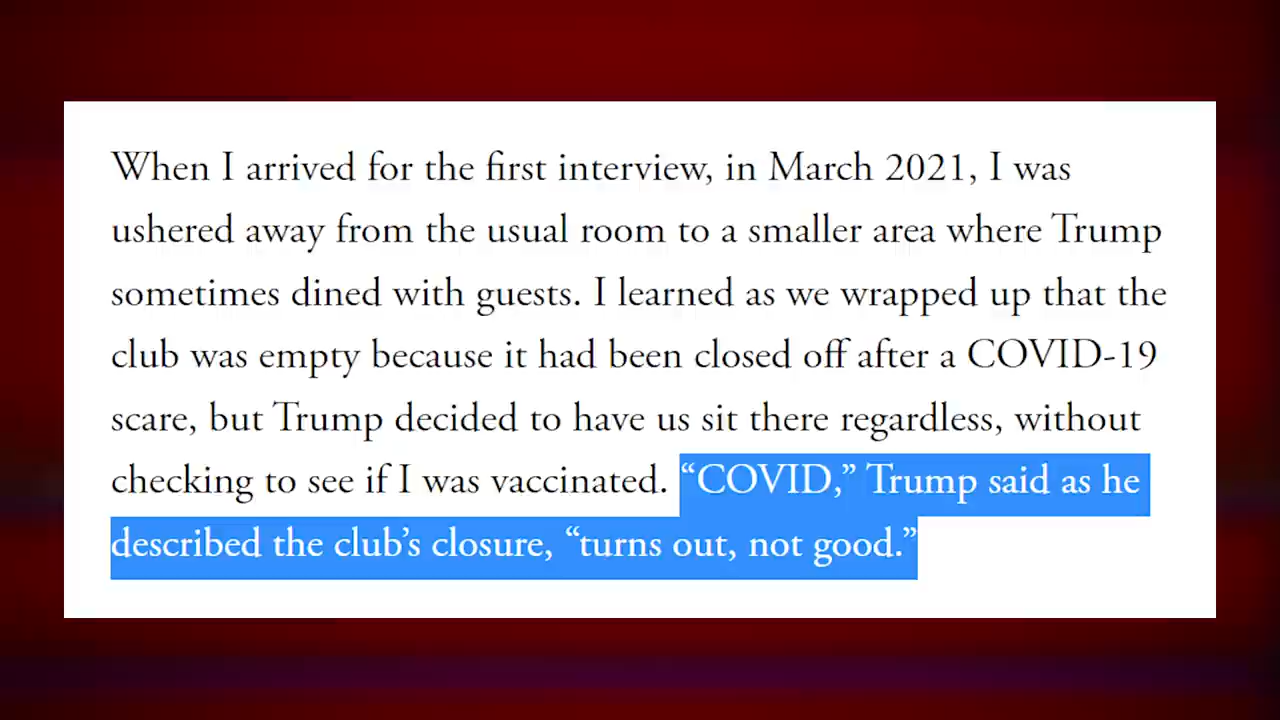 When I arrived for the first interview, in March 2021, I was
ushered away from the usual room to a smaller area where Trump
sometimes dined with guests. I learned as we wrapped up that the
club was empty because it had been closed off after a COVID-19
scare, but Trump decided to have us sit there regardless, without
checking to see if I was vaccinated. “COVID,” Trump said as he
described the club’s closure, “turns out, not good.”